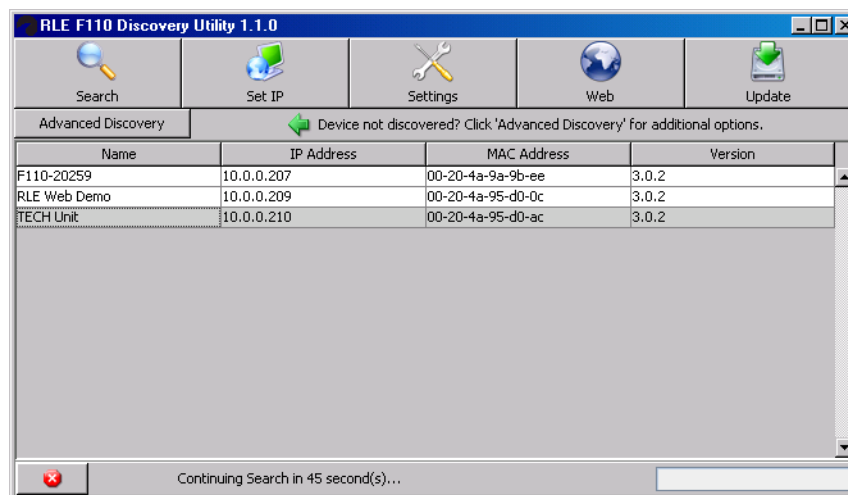 RLE F110 Discovery Utility 1.1.0
Search Set IP Settings Web Update
Advanced Discovery Device not discovered? Click 'Advanced Discovery' for additional options.
Name IP Address MAC Address Version
F110-20259 10.0.0.207 00-20-4a-9a-9b-ee 3.0.2
RLE Web Demo 10.0.0.209 00-20-4a-95-d0-0c 3.0.2
TECH Unit 10.0.0.210 00-20-4a-95-d0-ac 3.0.2
Continuing Search in 45 second(s)...